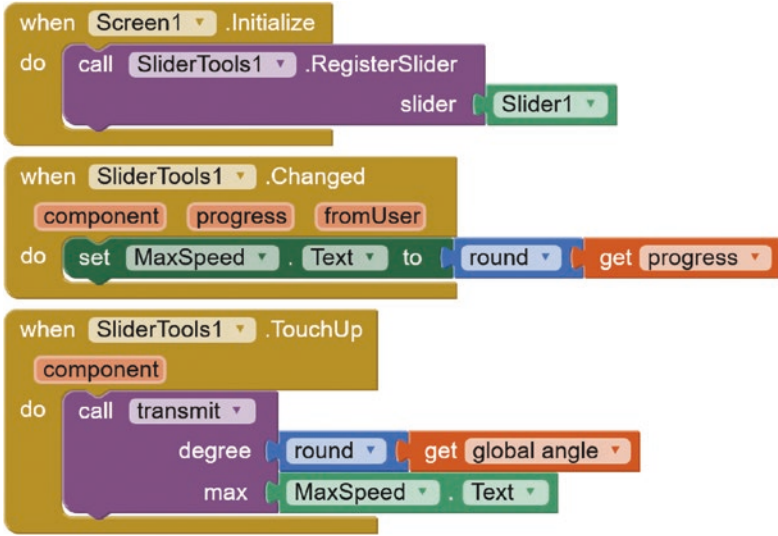 when Screen1 .Initialize
do call SliderTools1 .RegisterSlider
slider Slider1
when SliderTools1 .Changed
component progress fromUser
do set MaxSpeed . Text to round get progress
when SliderTools1 .TouchUp
component
do call transmit
degree round get global angle
max MaxSpeed . Text